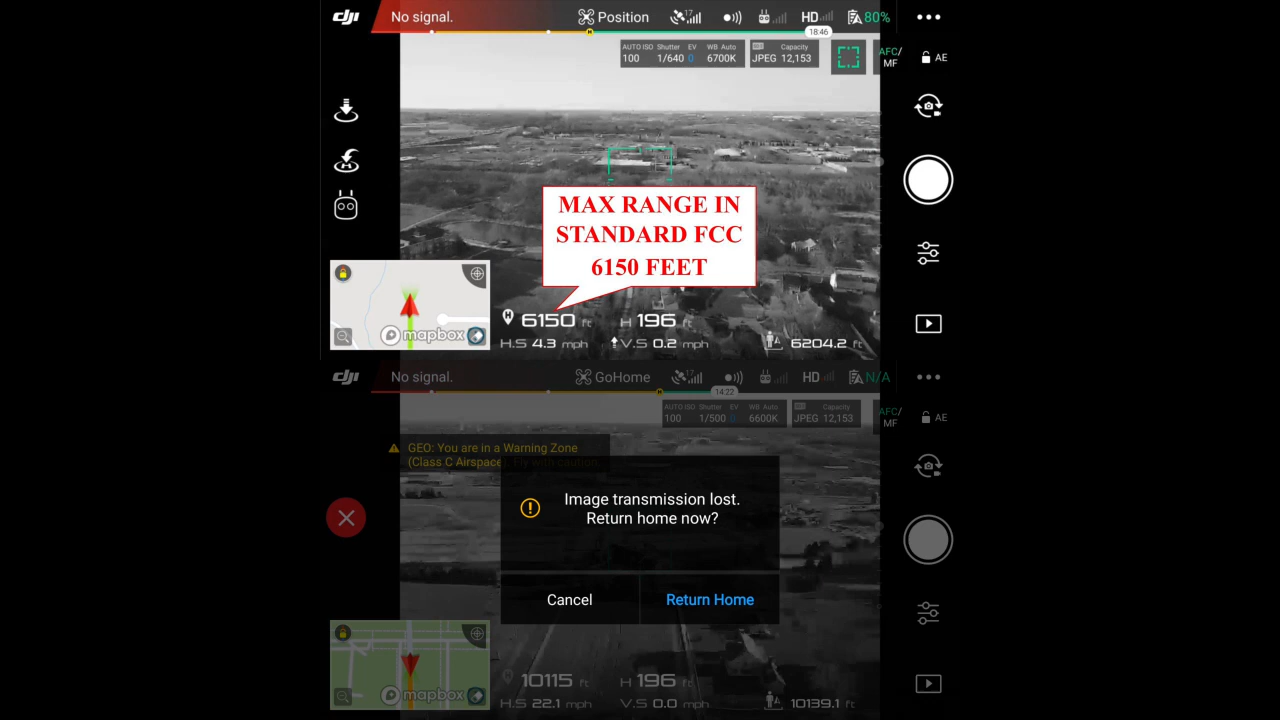 dji No signal. Position 17 HD 80%
18:46
AUTO ISO Shutter EV WB Auto Capacity
100 1/640 0 6700K JPEG 12,153
AFC/
MF
AE
MAX RANGE IN
STANDARD FCC
6150 FEET
mapbox
H 6150 ft H 196 ft
H.S 4.3 mph V.S 0.2 mph A 6204.2 ft
dji No signal. GoHome 17 HD N/A
14:22
AUTO ISO Shutter EV WB Auto Capacity
100 1/500 0 6600K JPEG 12,153
AFC/
MF
AE
GEO: You are in a Warning Zone
(Class C Airspace). Fly with caution.
Image transmission lost.
Return home now?
Cancel Return Home
mapbox
10115 ft H 196 ft
H.S 22.1 mph V.S 0.0 mph A 10139.1 ft